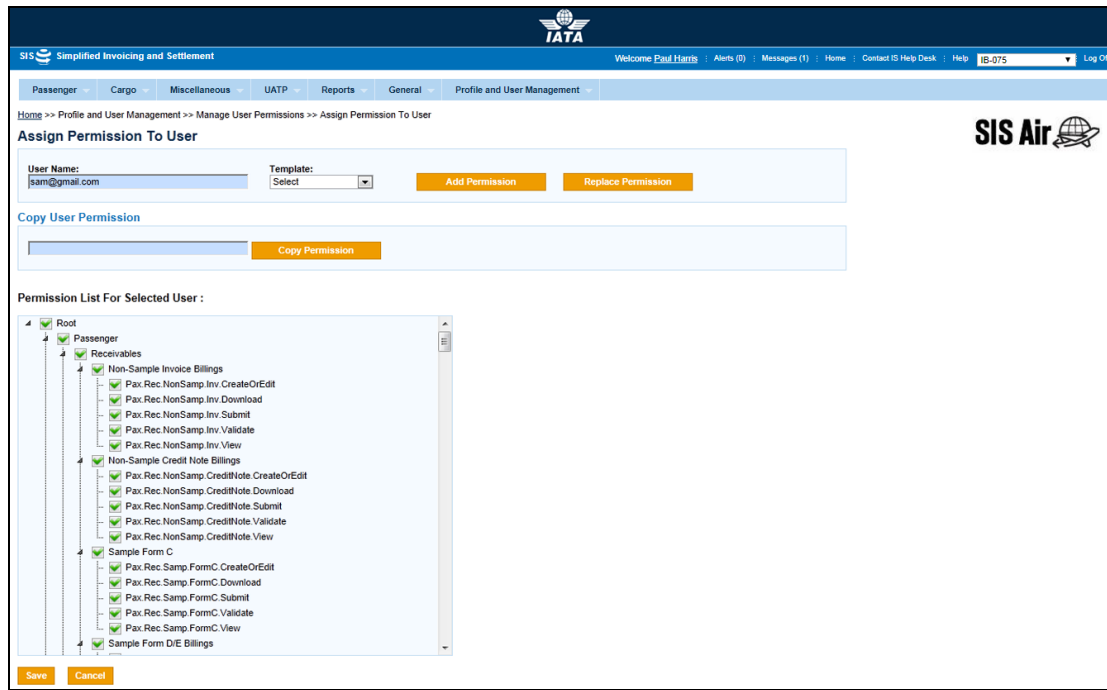 IATA
SIS Simplified Invoicing and Settlement
Welcome Paul Harris : Alerts (0) : Messages (1) : Home : Contact IS Help Desk : Help IB-075 Log Of
Passenger Cargo Miscellaneous UATP Reports General Profile and User Management
Home >> Profile and User Management >> Manage User Permissions >> Assign Permission To User
Assign Permission To User
SIS Air
User Name: Template:
sam@gmail.com Select Add Permission Replace Permission
Copy User Permission
Copy Permission
Permission List For Selected User :
Root
Passenger
Receivables
Non-Sample Invoice Billings
Pax.Rec.NonSamp.Inv.CreateOrEdit
Pax.Rec.NonSamp.Inv.Download
Pax.Rec.NonSamp.Inv.Submit
Pax.Rec.NonSamp.Inv.Validate
Pax.Rec.NonSamp.Inv.View
Non-Sample Credit Note Billings
Pax.Rec.NonSamp.CreditNote.CreateOrEdit
Pax.Rec.NonSamp.CreditNote.Download
Pax.Rec.NonSamp.CreditNote.Submit
Pax.Rec.NonSamp.CreditNote.Validate
Pax.Rec.NonSamp.CreditNote.View
Sample Form C
Pax.Rec.Samp.FormC.CreateOrEdit
Pax.Rec.Samp.FormC.Download
Pax.Rec.Samp.FormC.Submit
Pax.Rec.Samp.FormC.Validate
Pax.Rec.Samp.FormC.View
Sample Form D/E Billings
Save Cancel